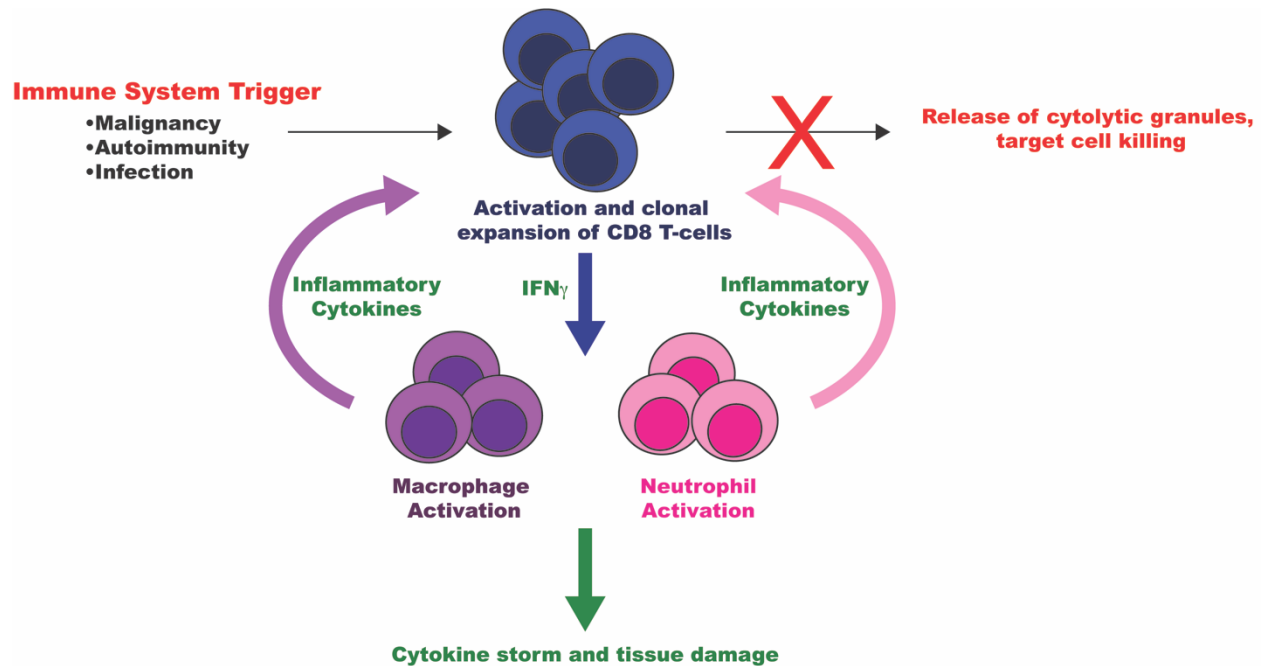 Immune System Trigger
•Malignancy
•Autoimmunity
•Infection
Release of cytolytic granules,
target cell killing
Activation and clonal
expansion of CD8 T-cells
Inflammatory
Cytokines
IFNγ
Inflammatory
Cytokines
Macrophage
Activation
Neutrophil
Activation
Cytokine storm and tissue damage